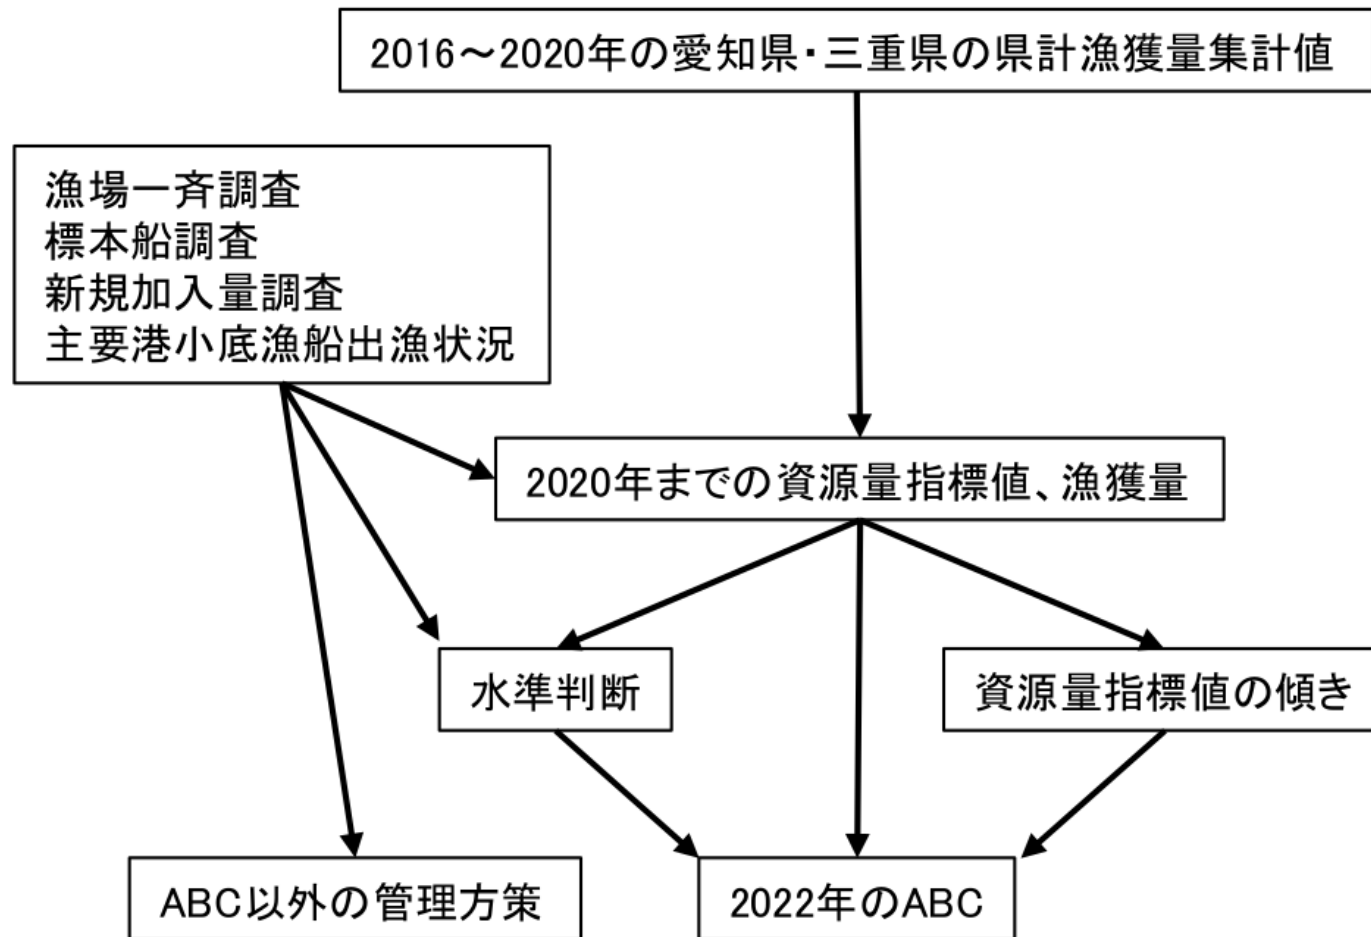 2016～2020年の愛知県・三重県の県計漁獲量集計値
漁場一斉調査
標本船調査
新規加入量調査
主要港小底漁船出漁状況
2020年までの資源量指標値、漁獲量
水準判断
資源量指標値の傾き
ABC以外の管理方策
2022年のABC